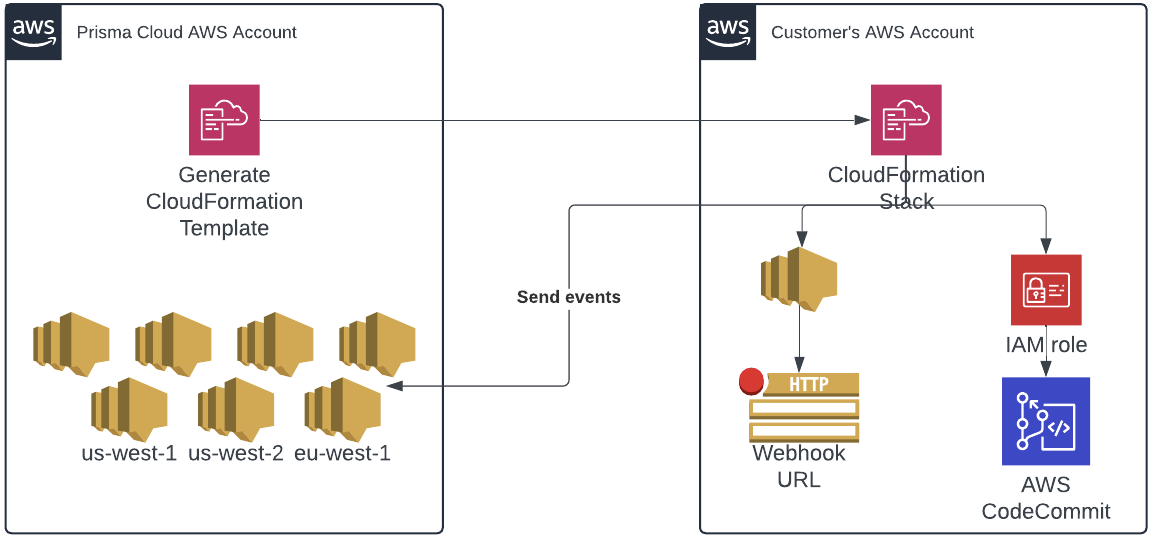 aws
Prisma Cloud AWS Account
Generate
CloudFormation
Template
us-west-1
us-west-2
eu-west-1
Send events
aws
Customer's AWS Account
CloudFormation
Stack
HTTP
Webhook
URL
IAM role
</>
AWS
CodeCommit